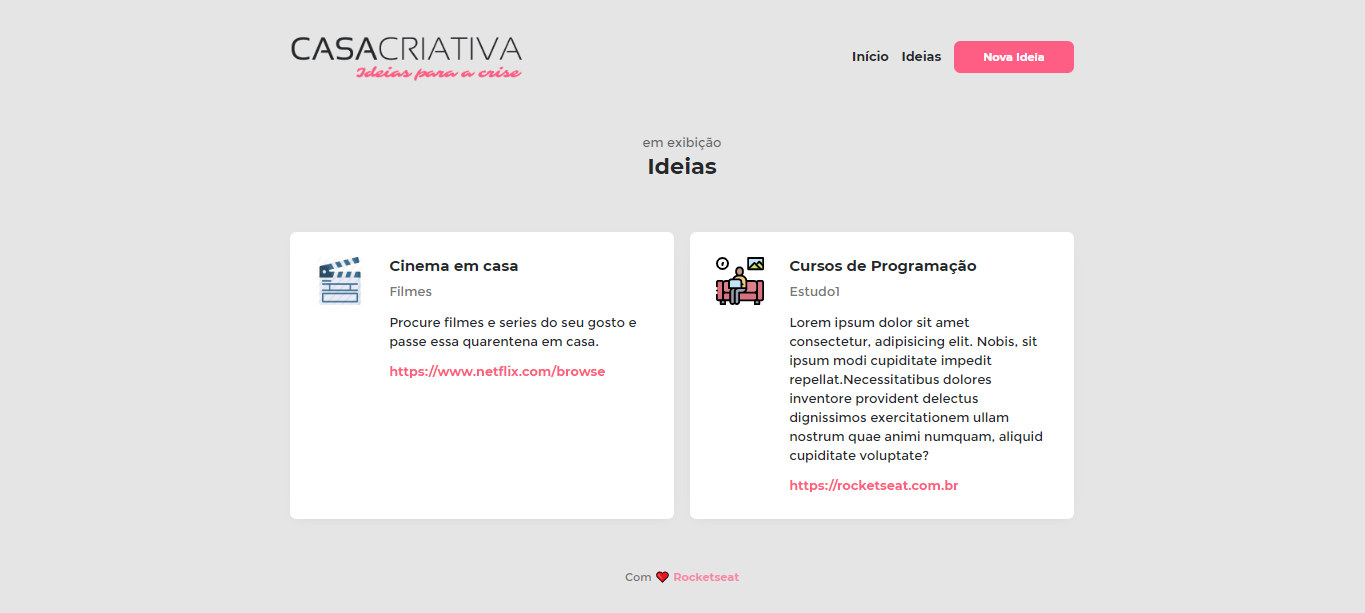 CASACRIATIVA
Ideias para a crise
Início Ideias Nova Ideia
em exibição
Ideias
Cinema em casa
Filmes
Procure filmes e series do seu gosto e
passe essa quarentena em casa.
https://www.netflix.com/browse
Cursos de Programação
Estudo1
Lorem ipsum dolor sit amet
consectetur, adipisicing elit. Nobis, sit
ipsum modi cupiditate impedit
repellat.Necessitatibus dolores
inventore provident delectus
dignissimos exercitationem ullam
nostrum quae animi numquam, aliquid
cupiditate voluptate?
https://rocketseat.com.br
Com ❤ Rocketseat